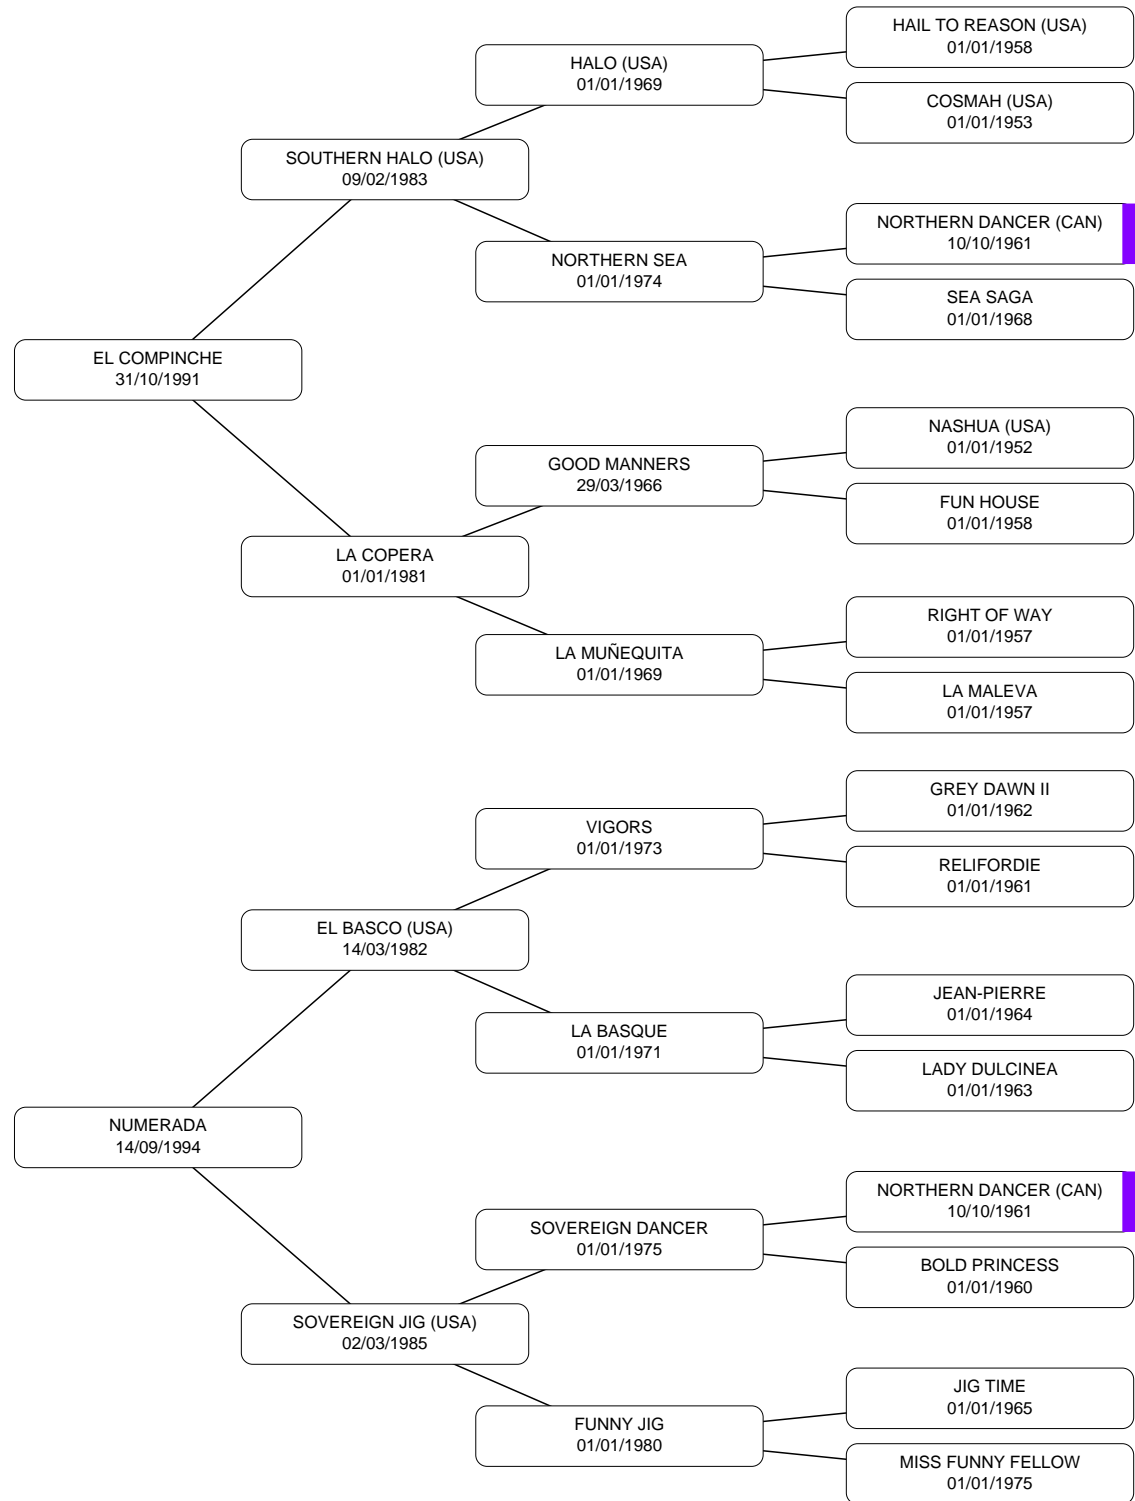 HAIL TO REASON (USA)
01/01/1958
HALO (USA)
01/01/1969
COSMAH (USA)
01/01/1953
SOUTHERN HALO (USA)
09/02/1983
NORTHERN DANCER (CAN)
10/10/1961
NORTHERN SEA
01/01/1974
SEA SAGA
01/01/1968
EL COMPINCHE
31/10/1991
NASHUA (USA)
01/01/1952
GOOD MANNERS
29/03/1966
FUN HOUSE
01/01/1958
LA COPERA
01/01/1981
RIGHT OF WAY
01/01/1957
LA MUÑEQUITA
01/01/1969
LA MALEVA
01/01/1957
GREY DAWN II
01/01/1962
VIGORS
01/01/1973
RELIFORDIE
01/01/1961
EL BASCO (USA)
14/03/1982
JEAN-PIERRE
01/01/1964
LA BASQUE
01/01/1971
LADY DULCINEA
01/01/1963
NUMERADA
14/09/1994
NORTHERN DANCER (CAN)
10/10/1961
SOVEREIGN DANCER
01/01/1975
BOLD PRINCESS
01/01/1960
SOVEREIGN JIG (USA)
02/03/1985
JIG TIME
01/01/1965
FUNNY JIG
01/01/1980
MISS FUNNY FELLOW
01/01/1975